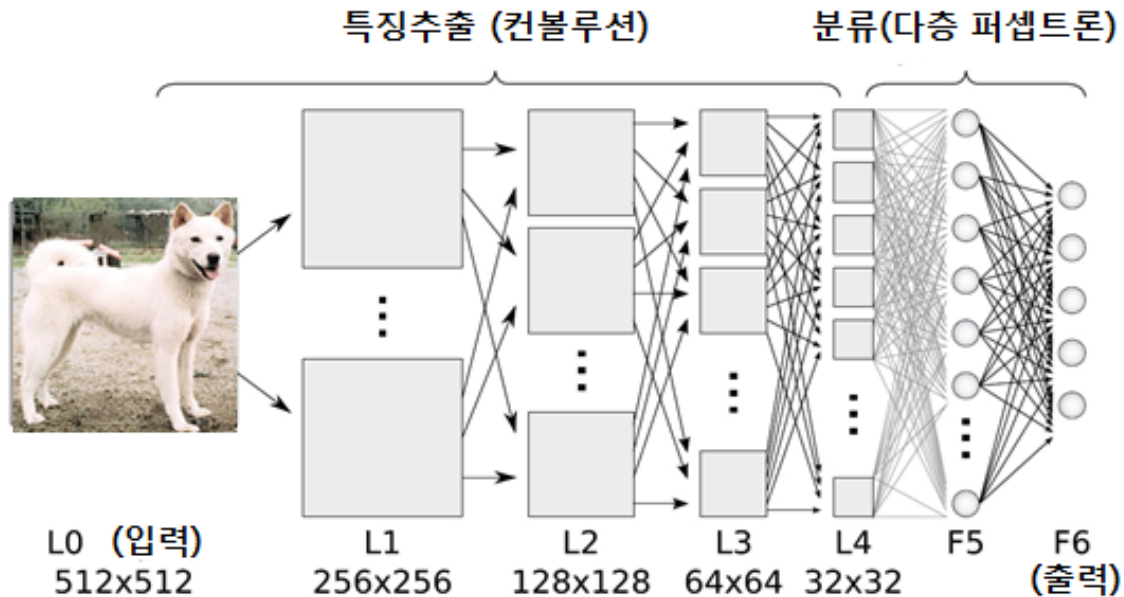 특징추출 (컨볼루션)
분류(다층 퍼셉트론)
L0 (입력)
512x512
L1
256x256
L2
128x128
L3
64x64
L4
32x32
F5
F6
(출력)